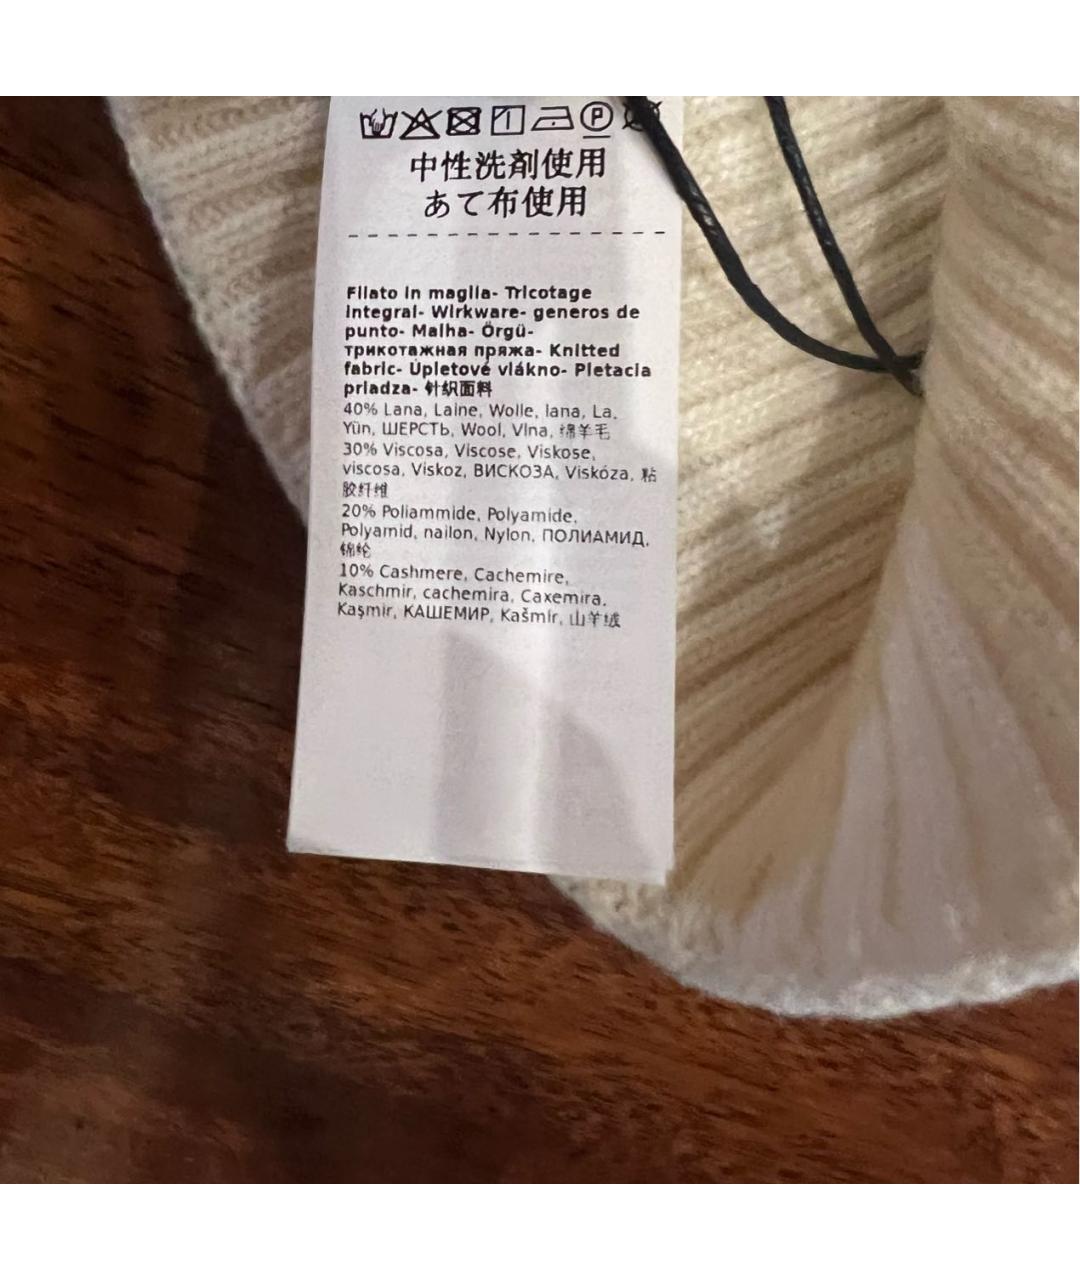 中性洗剤使用
あて布使用
Filato in maglia- Tricotage
integral- Wirkware- generos de
punto- Malha- Örgü-
трикотажная пряжа- Knitted
fabric- Úpletové vlákno- Pletacia
priadza- 针织面料
40% Lana, Laine, Wolle, lana, La,
Yün, ШЕРСТЬ, Wool, Vlna, 绵羊毛
30% Viscosa, Viscose, Viskose,
viscosa, Viskoz, ВИСКОЗА, Viskóza, 粘
胶纤维
20% Poliammide, Polyamide,
Polyamid, nailon, Nylon, ПОЛИАМИД,
锦纶
10% Cashmere, Cachemire,
Kaschmir, cachemira, Caxemira,
Kaşmir, КАШЕМИР, Kašmír, 山羊绒